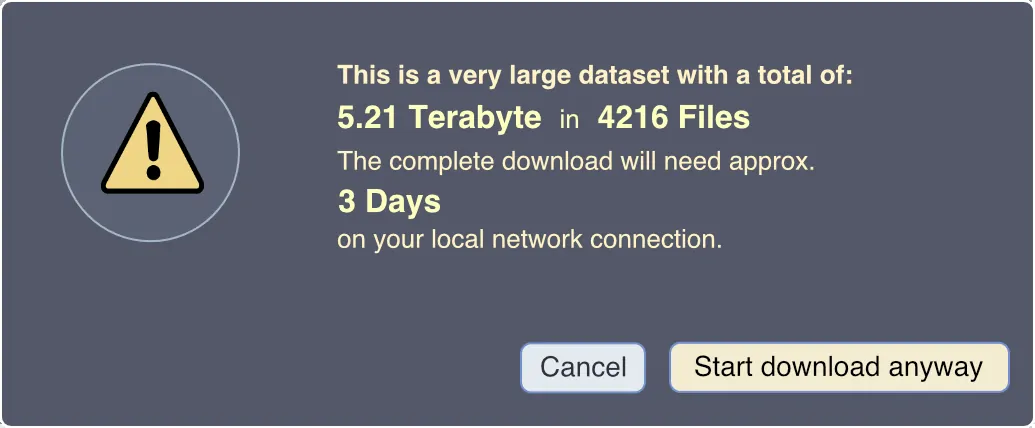 This is a very large dataset with a total of:
5.21 Terabyte in 4216 Files
The complete download will need approx.
3 Days
on your local network connection.
Cancel Start download anyway